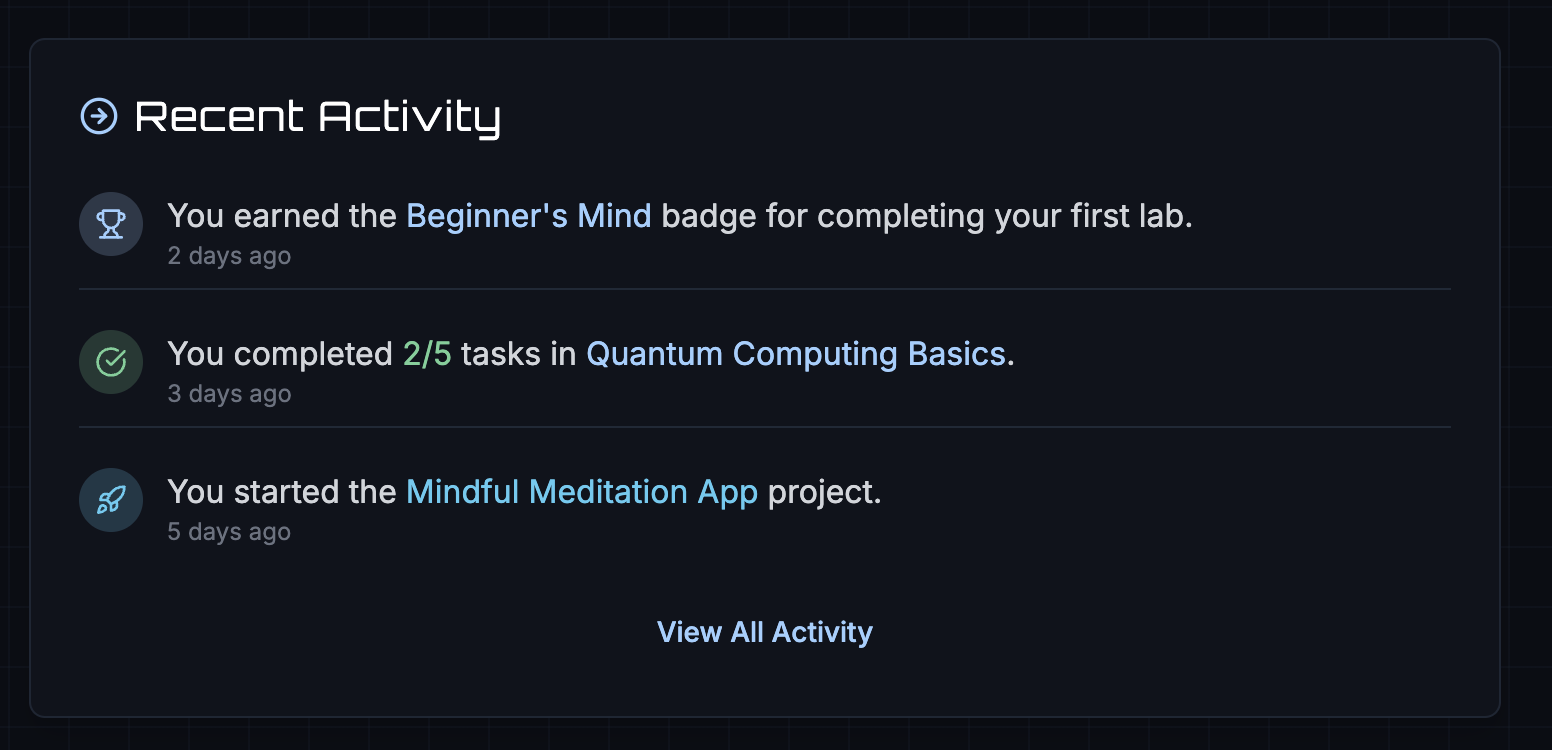 Recent Activity
You earned the Beginner's Mind badge for completing your first lab.
2 days ago
You completed 2/5 tasks in Quantum Computing Basics.
3 days ago
You started the Mindful Meditation App project.
5 days ago
View All Activity